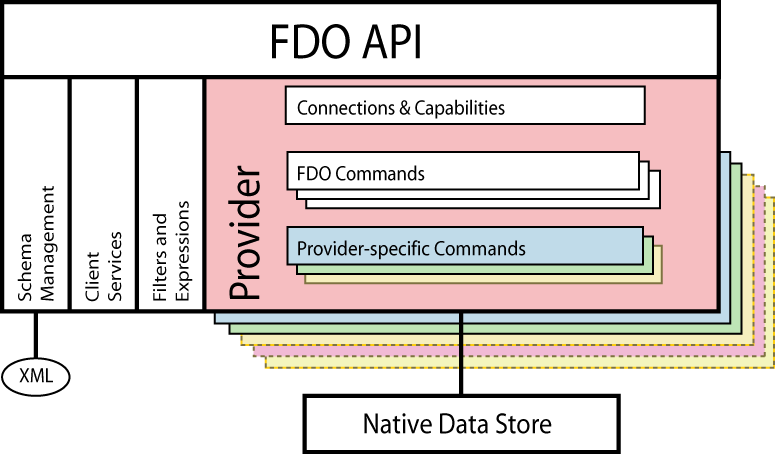 FDO API
Schema
Management
Client
Services
Filters and
Expressions
Provider
Connections & Capabilities
FDO Commands
Provider-specific Commands
XML
Native Data Store